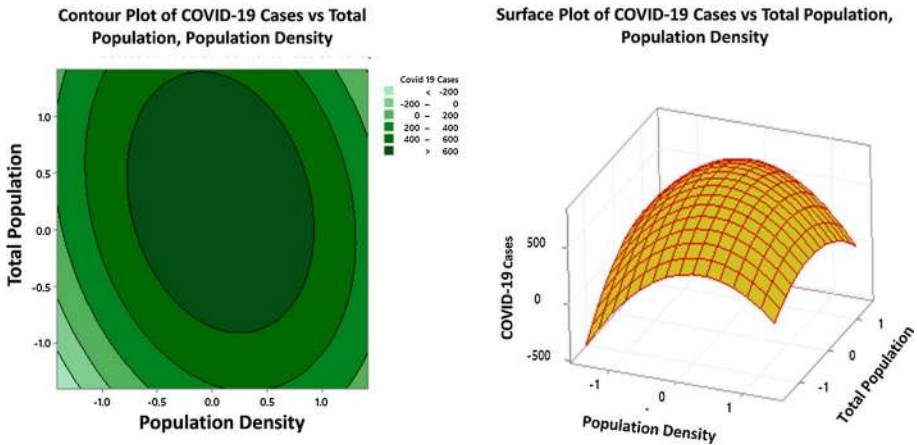 Contour Plot of COVID-19 Cases vs Total
Population, Population Density
Covid 19 Cases
< -200
-200 – 0
0 – 200
200 – 400
400 – 600
> 600
Total Population
1.0
0.5
0.0
-0.5
-1.0
-1.0 -0.5 0.0 0.5 1.0
Population Density
Surface Plot of COVID-19 Cases vs Total Population,
Population Density
COVID-19 Cases
500
0
-500
-1 0 1
Population Density
-1 0 1
Total Population